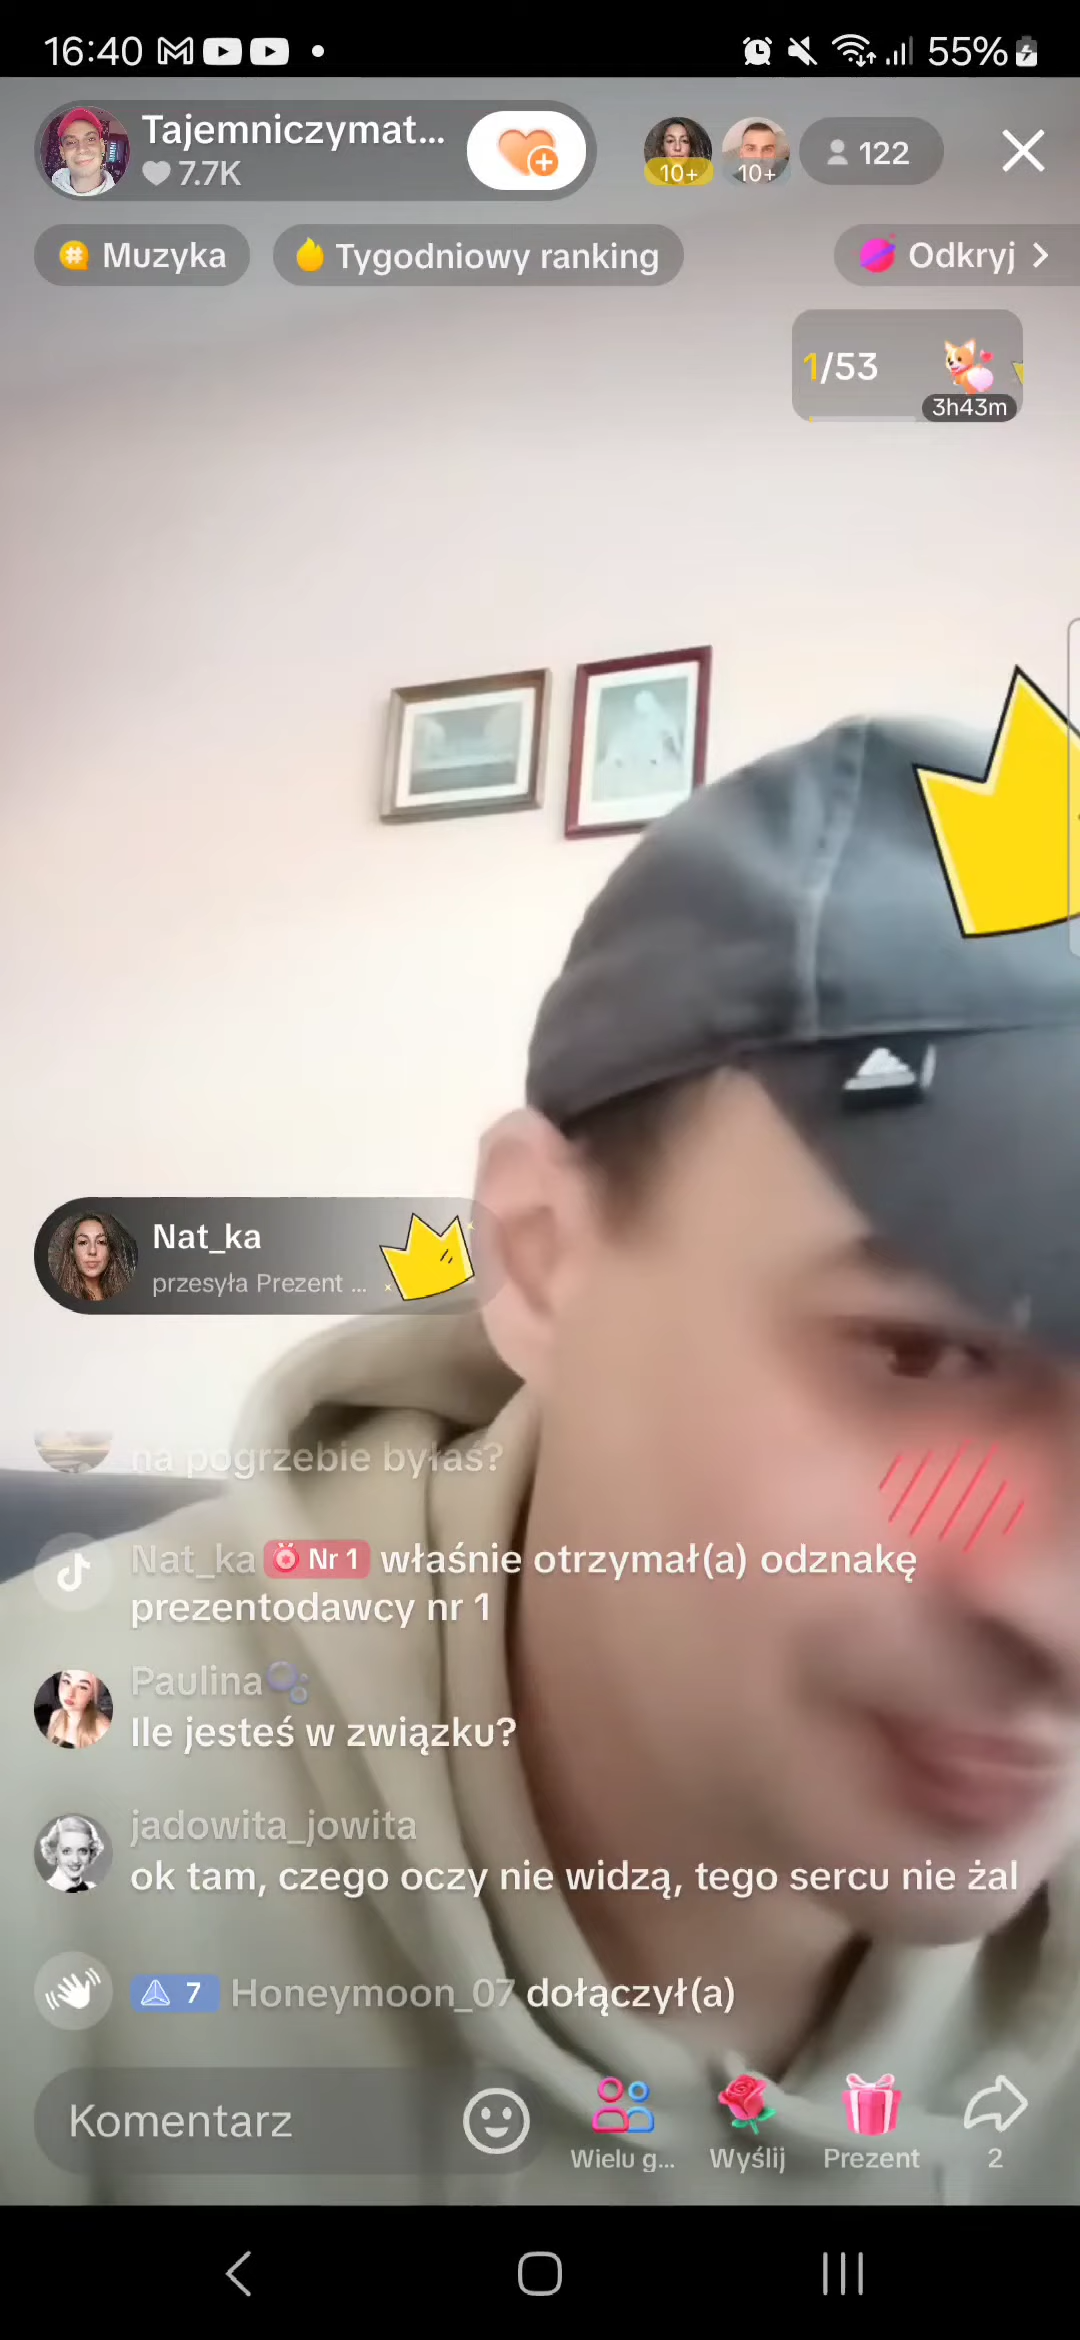 16:40
55%
Tajemniczymat...
7.7K
10+
10+
122
Muzyka
Tygodniowy ranking
Odkryj
1/53
3h43m
Nat_ka
przesyła Prezent ...
na pogrzebie byłaś?
Nat_ka Nr 1 właśnie otrzymał(a) odznakę
prezentodawcy nr 1
Paulina
Ile jesteś w związku?
jadowita_jowita
ok tam, czego oczy nie widzą, tego sercu nie żal
7 Honeymoon_07 dołączył(a)
Komentarz
Wielu g...
Wyślij
Prezent
2